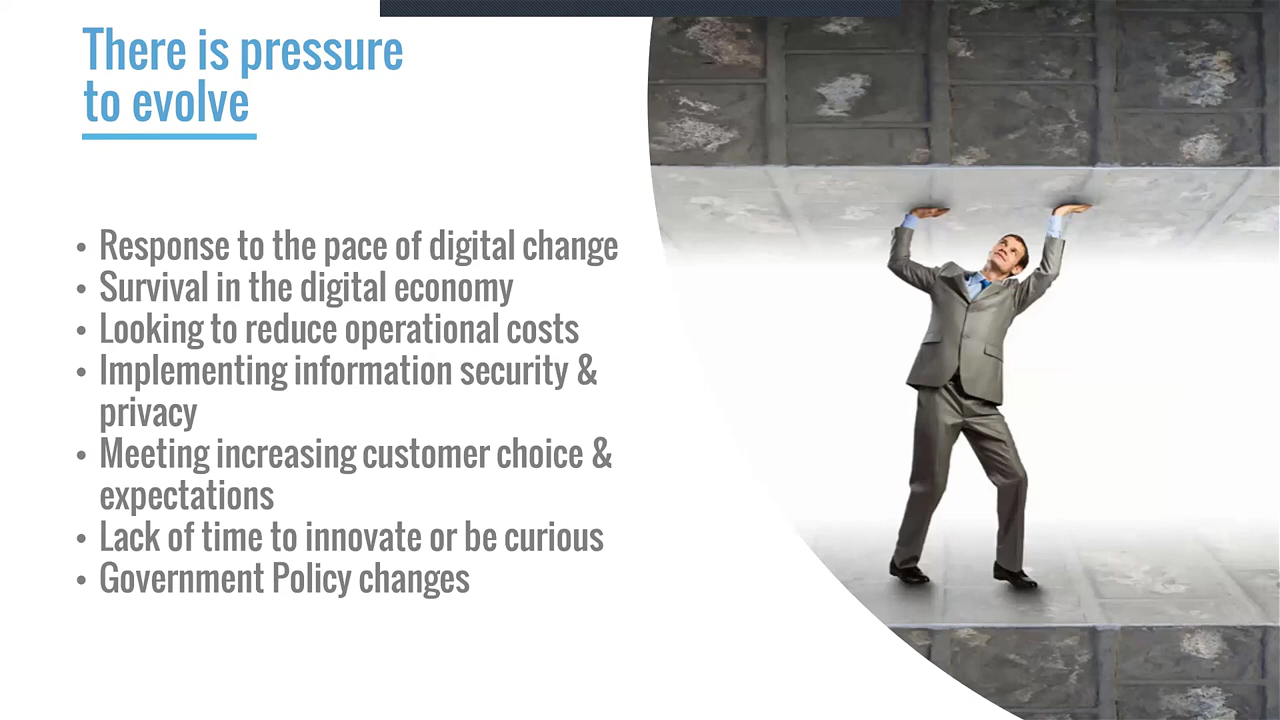 There is pressure
to evolve
• Response to the pace of digital change
• Survival in the digital economy
• Looking to reduce operational costs
• Implementing information security &
privacy
• Meeting increasing customer choice &
expectations
• Lack of time to innovate or be curious
• Government Policy changes